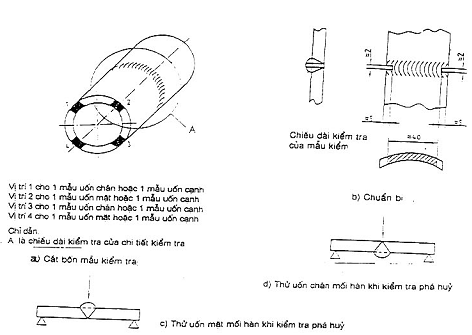 1
2
3
4
A
≈2
≈2
≈5
≈5
≈40
Chiêu dài kiểm tra
của mẫu kiểm
Vị trí 1 cho 1 mẫu uốn chân hoặc 1 mẫu uốn cạnh
Vị trí 2 cho 1 mẫu uốn mặt hoặc 1 mẫu uốn cạnh
Vị trí 3 cho 1 mẫu uốn chân hoặc 1 mẫu uốn cạnh
Vị trí 4 cho 1 mẫu uốn mặt hoặc 1 mẫu uốn cạnh
Chỉ dẫn
A là chiêu dài kiểm tra của chi tiết kiểm tra
a) Cắt bốn mẫu kiểm tra
b) Chuẩn bị
d) Thử uốn chân mối hàn khi kiểm tra phá huỷ
c) Thử uốn mặt mối hàn khi kiểm tra phá huỷ